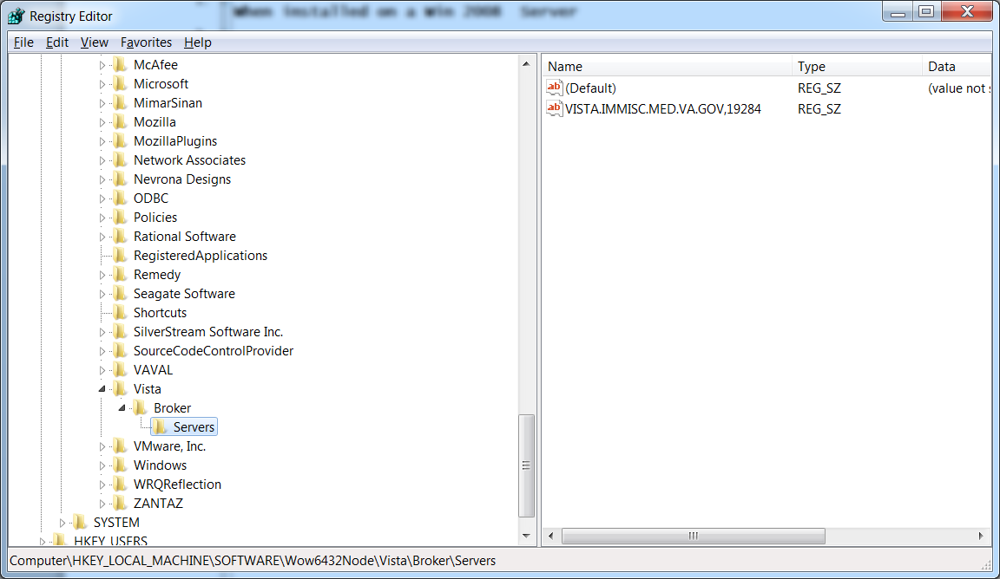 When installed on a Win 2008 Server
Registry Editor
File Edit View Favorites Help
McAfee
Microsoft
MimarSinan
Mozilla
MozillaPlugins
Network Associates
Nevrona Designs
ODBC
Policies
Rational Software
RegisteredApplications
Remedy
Seagate Software
Shortcuts
SilverStream Software Inc.
SourceCodeControlProvider
VAVAL
Vista
Broker
Servers
VMware, Inc.
Windows
WRQReflection
ZANTAZ
SYSTEM
HKEY_USERS
Name Type Data
ab (Default) REG_SZ (value not s
ab VISTA.IMMISC.MED.VA.GOV,19284 REG_SZ
Computer\HKEY_LOCAL_MACHINE\SOFTWARE\Wow6432Node\Vista\Broker\Servers